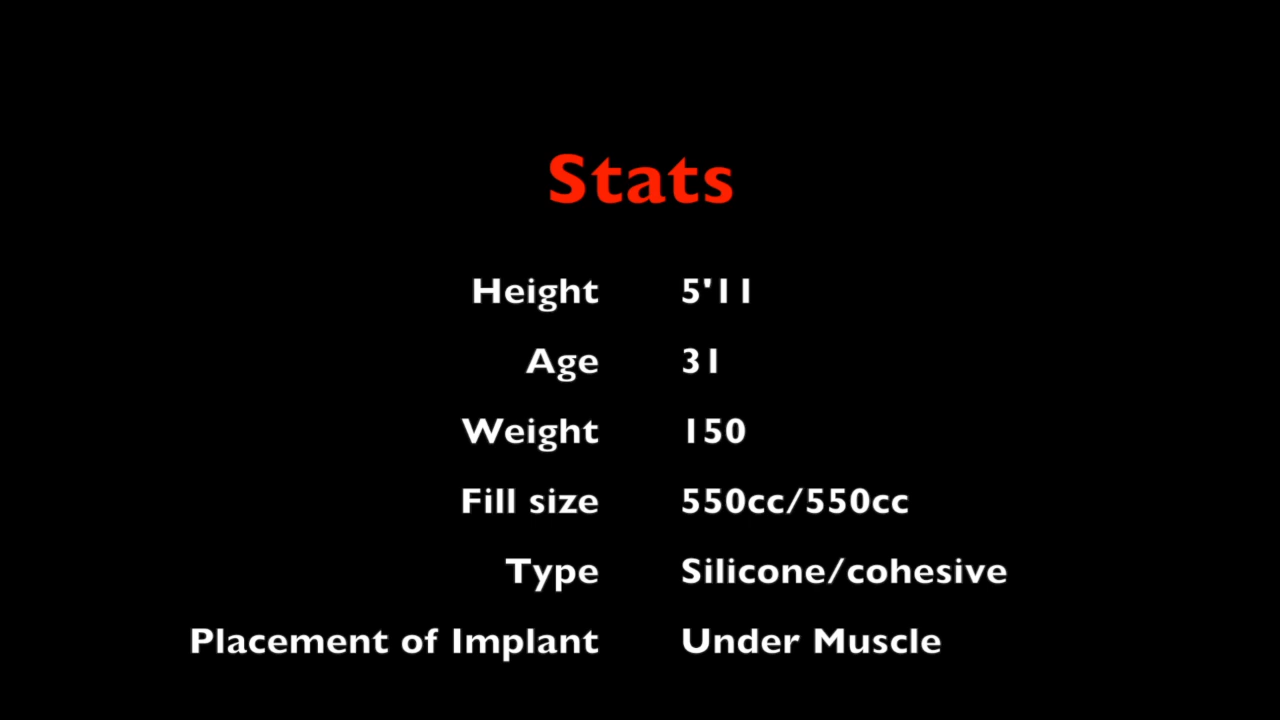 Stats
Height 5'11
Age 31
Weight 150
Fill size 550cc/550cc
Type Silicone/cohesive
Placement of Implant Under Muscle